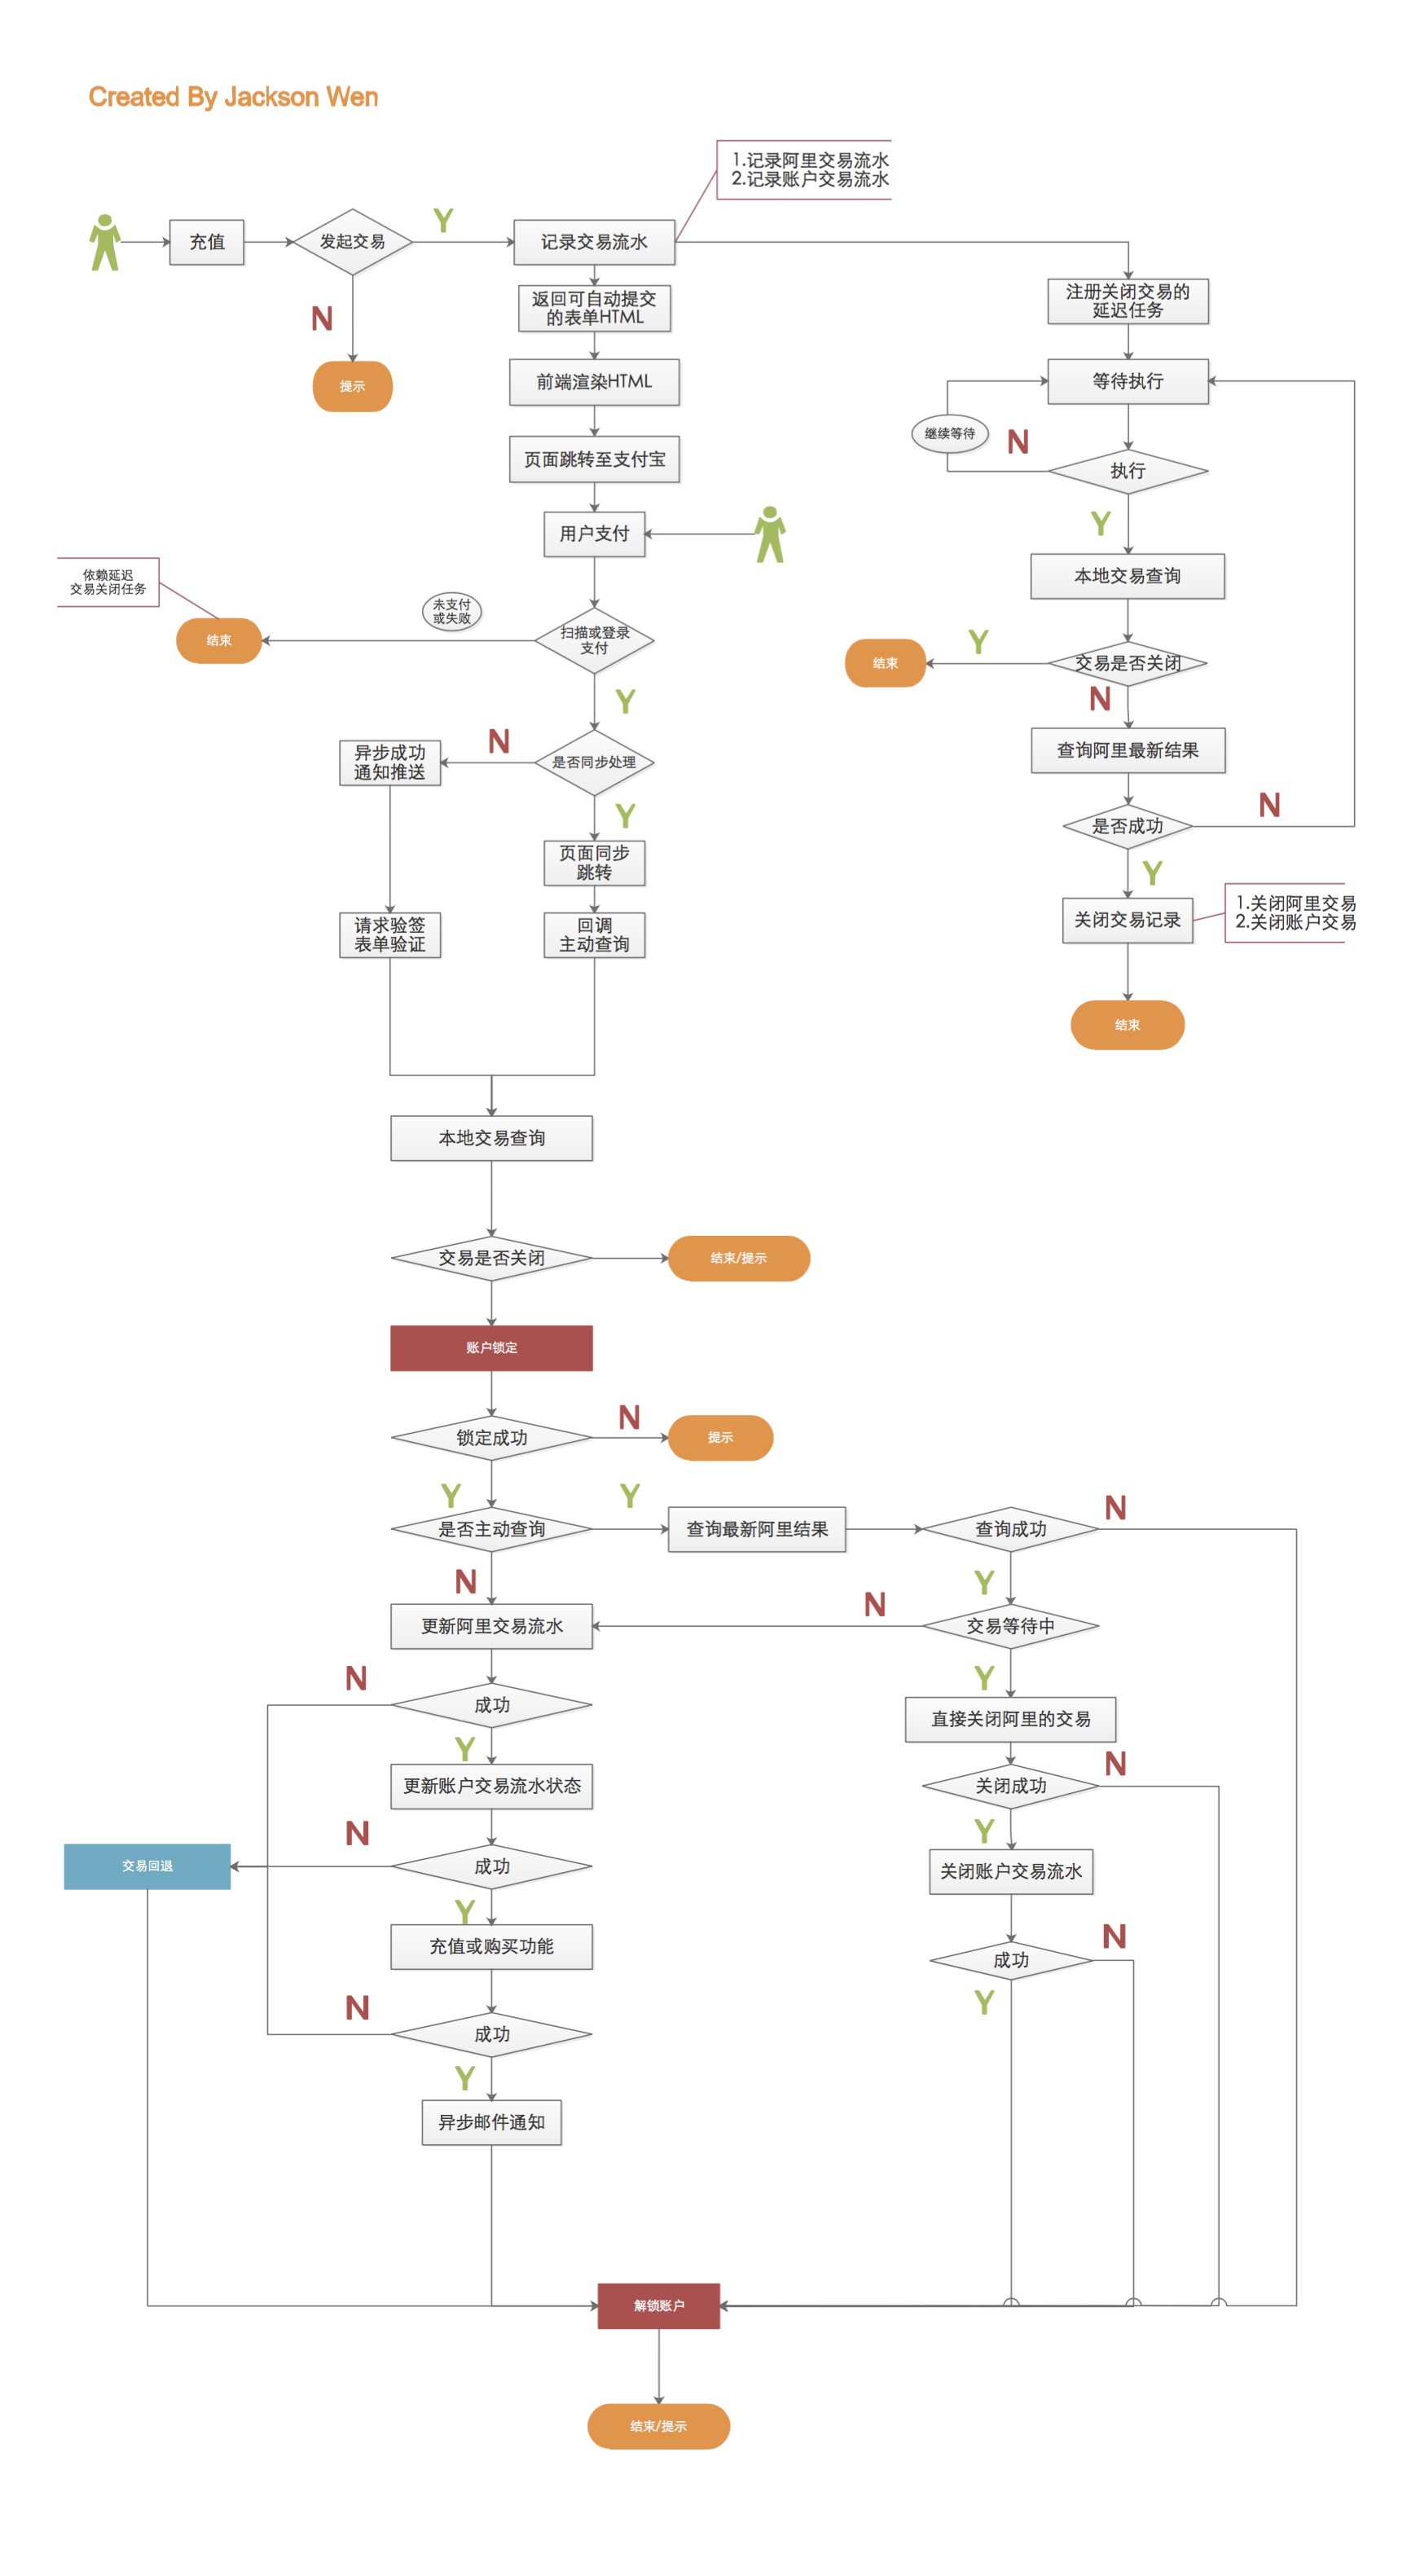 Created By Jackson Wen
1.记录阿里交易流水
2.记录账户交易流水
充值
发起交易
Y
记录交易流水
N
提示
返回可自动提交
的表单HTML
前端渲染HTML
页面跳转至支付宝
用户支付
注册关闭交易的
延迟任务
等待执行
继续等待
N
执行
Y
依赖延迟
交易关闭任务
结束
未支付
或失败
扫描或登录
支付
Y
本地交易查询
结束
Y
交易是否关闭
N
异步成功
通知推送
N
是否同步处理
Y
查询阿里最新结果
是否成功
N
Y
页面同步
跳转
请求验签
表单验证
回调
主动查询
关闭交易记录
1.关闭阿里交易
2.关闭账户交易
结束
本地交易查询
交易是否关闭
结束/提示
账户锁定
锁定成功
N
提示
Y
是否主动查询
Y
查询最新阿里结果
查询成功
N
N
Y
更新阿里交易流水
N
交易等待中
N
成功
Y
直接关闭阿里的交易
Y
更新账户交易流水状态
关闭成功
N
N
Y
交易回退
成功
关闭账户交易流水
Y
充值或购买功能
成功
N
N
Y
成功
Y
异步邮件通知
解锁账户
结束/提示